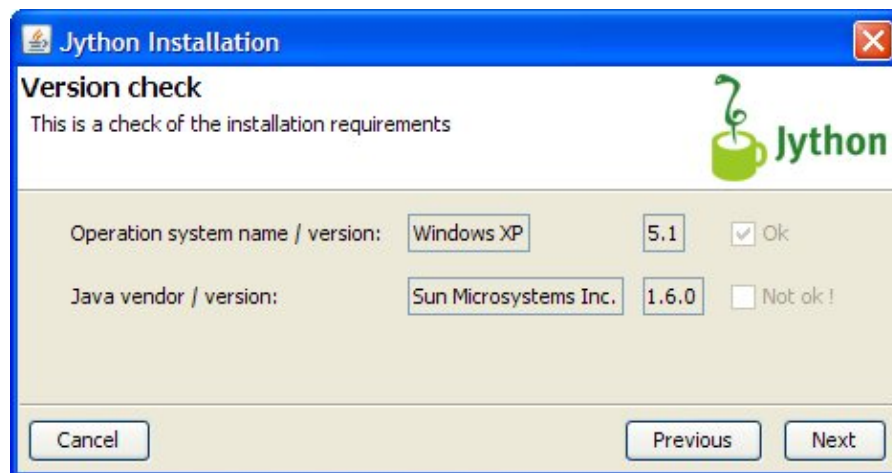 Jython Installation
Version check
This is a check of the installation requirements
Jython
Operation system name / version: Windows XP 5.1 Ok
Java vendor / version: Sun Microsystems Inc. 1.6.0 Not ok !
Cancel Previous Next